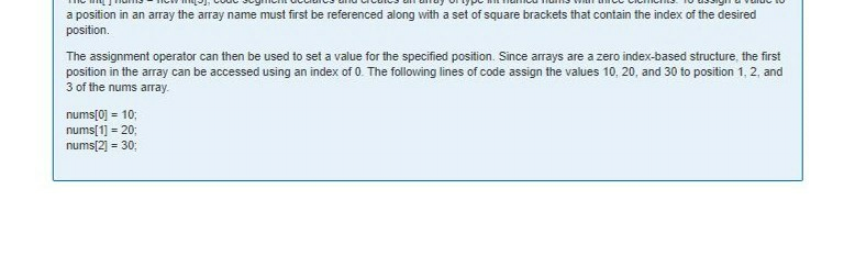 a position in an array the array name must first be referenced along with a set of square brackets that contain the index of the desired
position.
The assignment operator can then be used to set a value for the specified position. Since arrays are a zero index-based structure, the first
position in the array can be accessed using an index of 0. The following lines of code assign the values 10, 20, and 30 to position 1, 2, and
3 of the nums array.
nums[0] = 10;
nums[1] = 20;
nums[2] = 30;